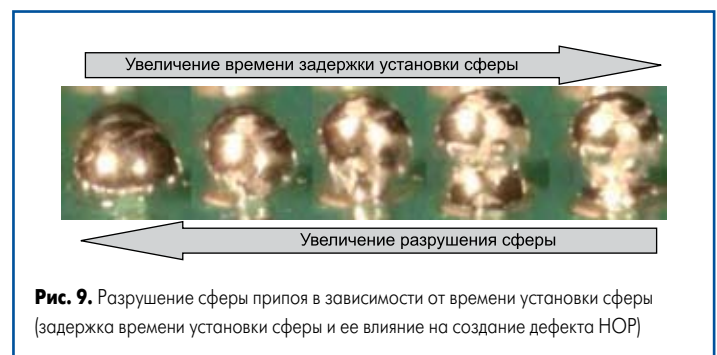 Увеличение времени задержки установки сферы
Увеличение разрушения сферы
Рис. 9. Разрушение сферы припоя в зависимости от времени установки сферы
(задержка времени установки сферы и ее влияние на создание дефекта НОР)